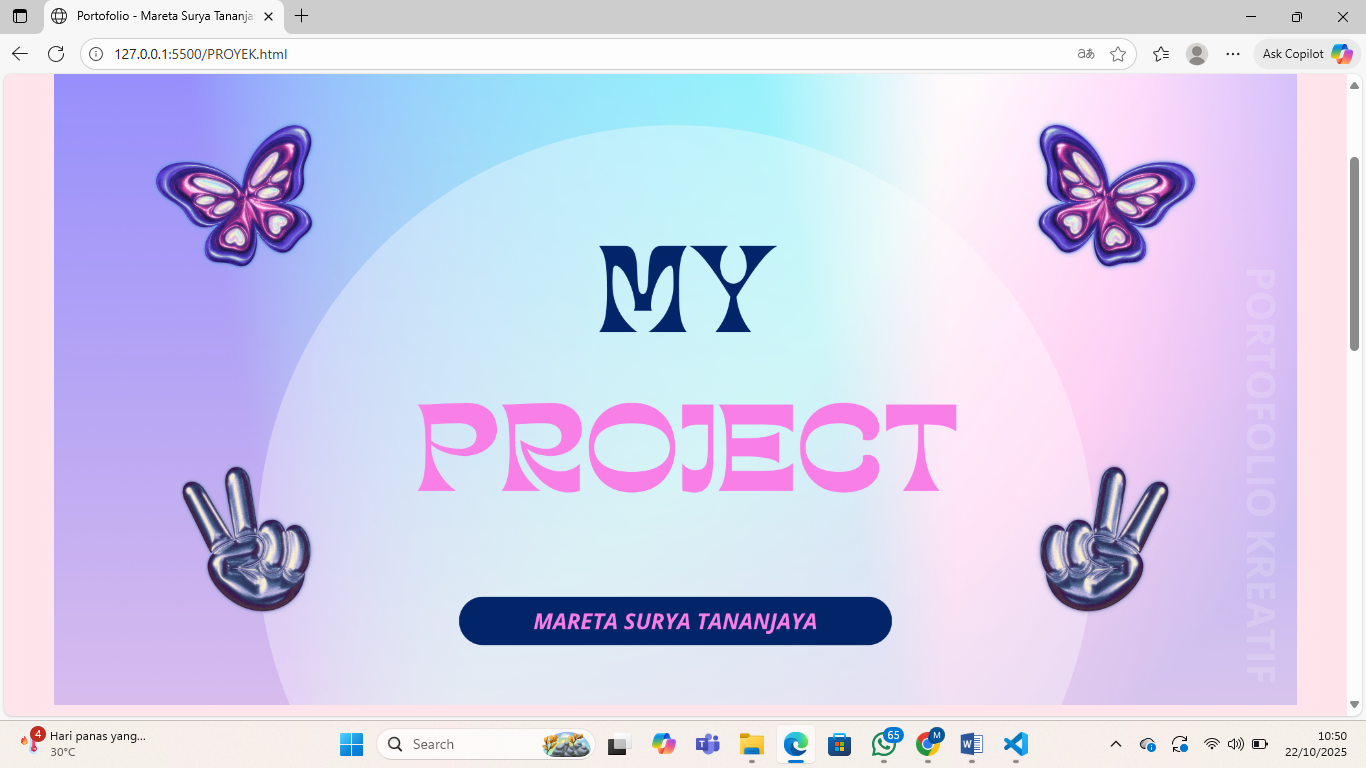 Portofolio - Mareta Surya Tananja
127.0.0.1:5500/PROYEK.html
Ask Copilot
MY
PROJECT
MARETA SURYA TANANJAYA
PORTOFOLIO KREATIF
4
Hari panas yang...
30°C
Search
65
M
10:50
22/10/2025